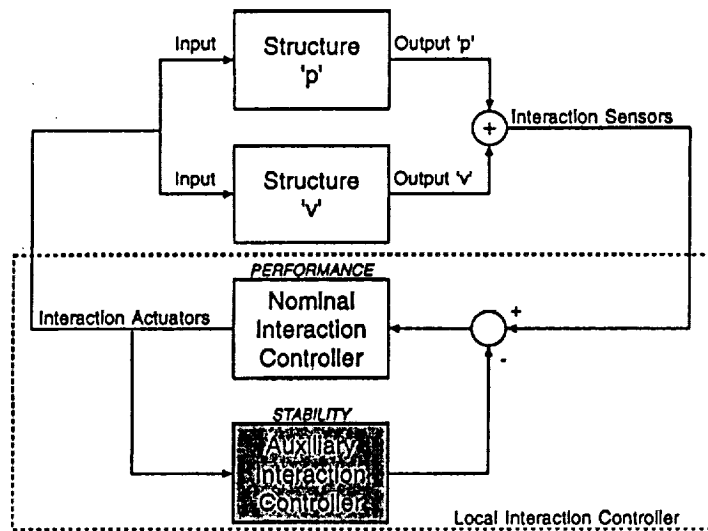 Input
Structure
'p'
Output 'p'
+
Interaction Sensors
Input
Structure
'v'
Output 'v'
PERFORMANCE
Nominal
Interaction
Controller
Interaction Actuators
+
-
STABILITY
Auxiliary
Interaction
Controller
Local Interaction Controller